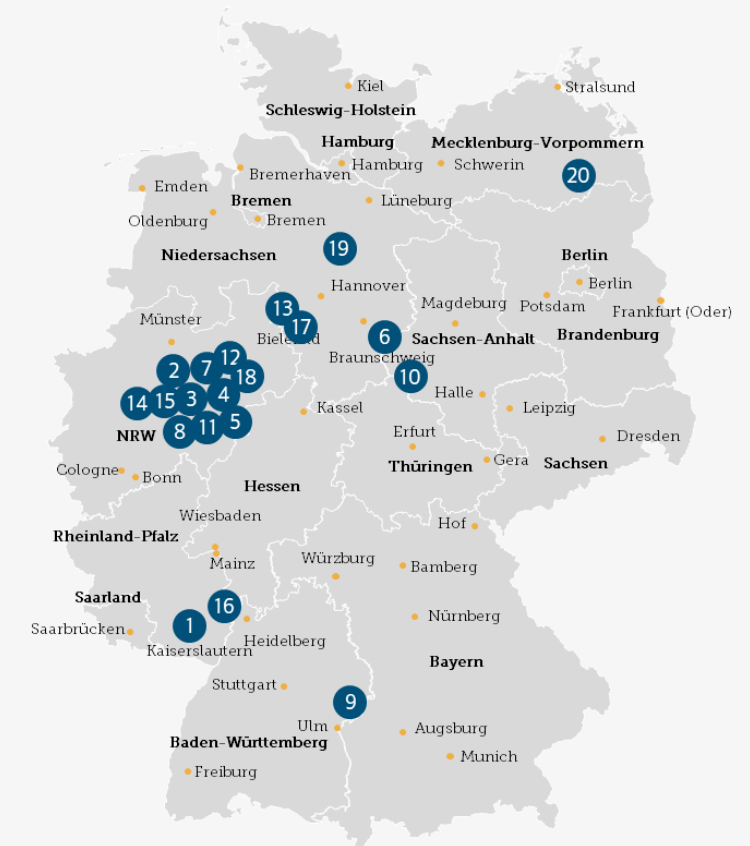 Kiel
Stralsund
Schleswig-Holstein
Hamburg
Mecklenburg-Vorpommern
Hamburg
Schwerin
20
Bremerhaven
Emden
Bremen
Lüneburg
Oldenburg
Bremen
19
Niedersachsen
Berlin
Hannover
Berlin
Magdeburg
Potsdam
Frankfurt (Oder)
13
Münster
17
Bielefeld
6
Sachsen-Anhalt
Brandenburg
Braunschweig
12
2
7
18
10
Halle
14
15
3
4
Kassel
Leipzig
NRW
8
11
5
Erfurt
Dresden
Cologne
Bonn
Thüringen
Gera
Sachsen
Hessen
Wiesbaden
Hof
Rheinland-Pfalz
Mainz
Würzburg
Bamberg
Saarland
16
Nürnberg
Saarbrücken
1
Heidelberg
Kaiserslautern
Bayern
Stuttgart
9
Ulm
Augsburg
Baden-Württemberg
Munich
Freiburg